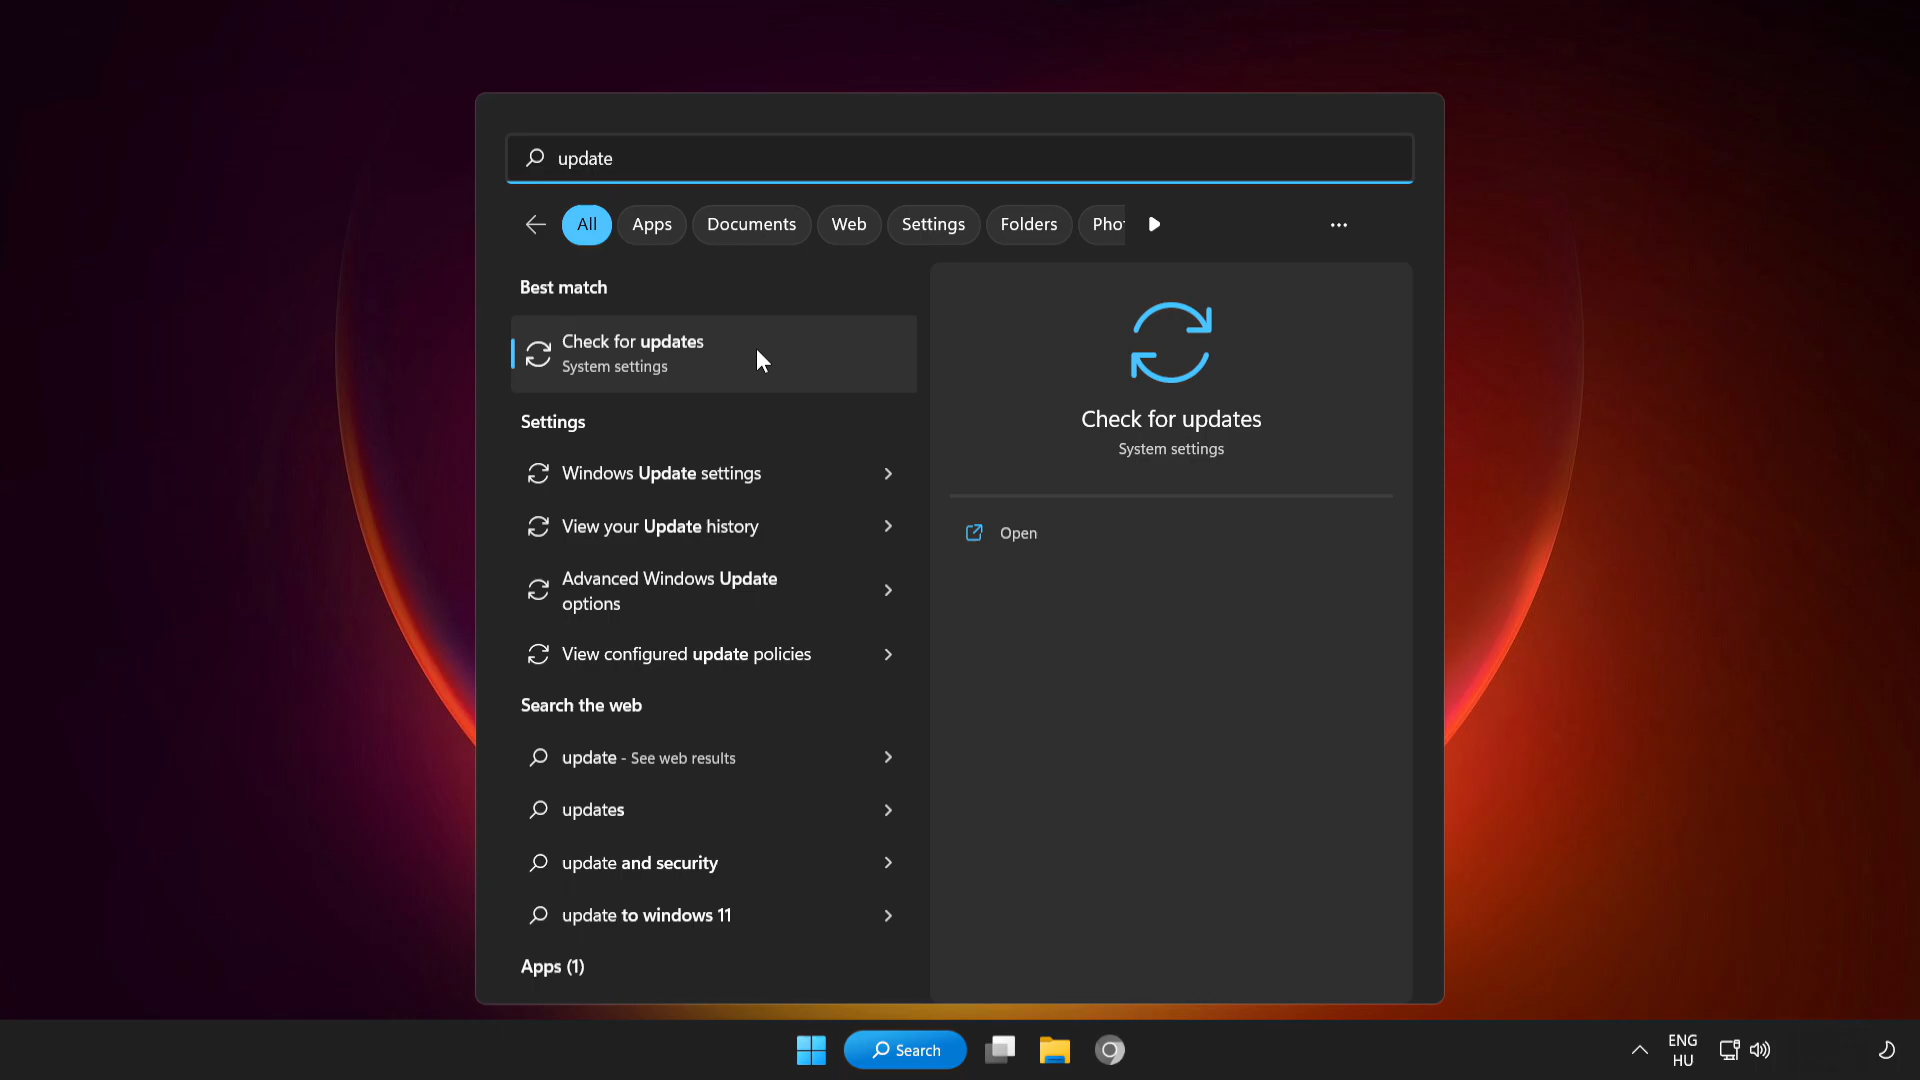 update
All
Apps
Documents
Web
Settings
Folders
Pho
Best match
Check for updates
System settings
Settings
Windows Update settings
View your Update history
Advanced Windows Update
options
View configured update policies
Search the web
update - See web results
updates
update and security
update to windows 11
Apps (1)
Check for updates
System settings
Open
Search
ENG
HU